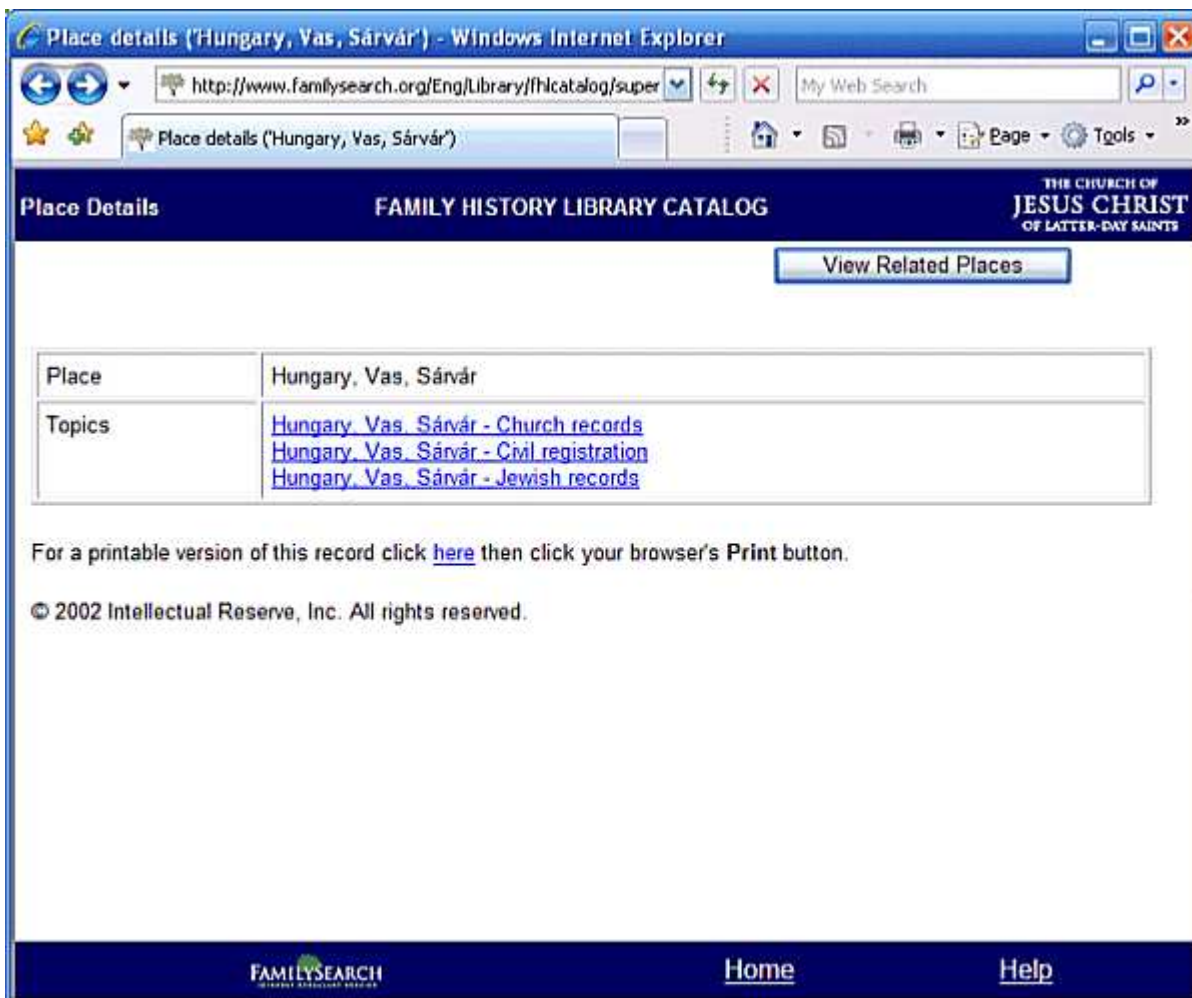 Place details ('Hungary, Vas, Sárvár') - Windows Internet Explorer
http://www.familysearch.org/Eng/Library/fhlcatalog/super
My Web Search
Place details ('Hungary, Vas, Sárvár')
Page
Tools
»
Place Details
FAMILY HISTORY LIBRARY CATALOG
THE CHURCH OF
JESUS CHRIST
OF LATTER-DAY SAINTS
View Related Places
Place
Hungary, Vas, Sárvár
Topics
Hungary, Vas, Sárvár - Church records
Hungary, Vas, Sárvár - Civil registration
Hungary, Vas, Sárvár - Jewish records
For a printable version of this record click here then click your browser's Print button.
© 2002 Intellectual Reserve, Inc. All rights reserved.
FAMILYSEARCH
Home
Help